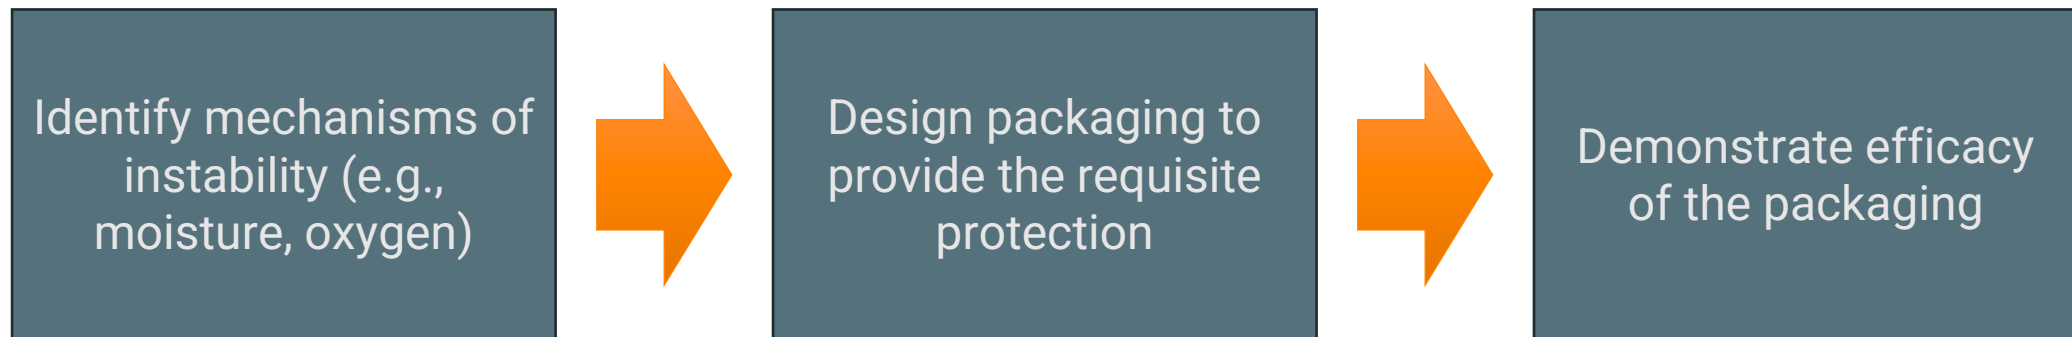 Identify mechanisms of
instability (e.g.,
moisture, oxygen)
Design packaging to
provide the requisite
protection
Demonstrate efficacy
of the packaging